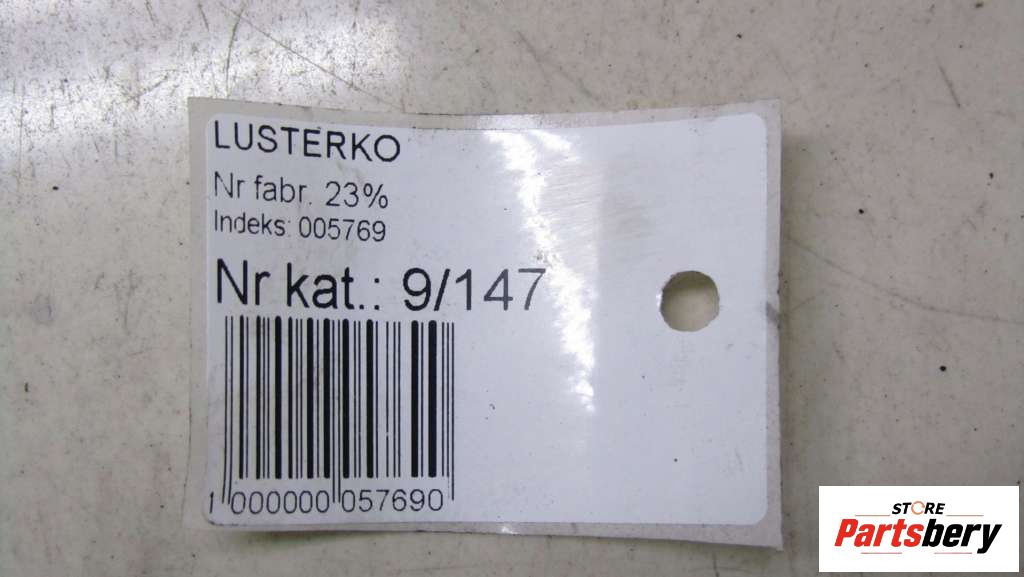 LUSTERKO
Nr fabr. 23%
Indeks: 005769
Nr kat.: 9/147
1 000000 057690
STORE
Partsbery